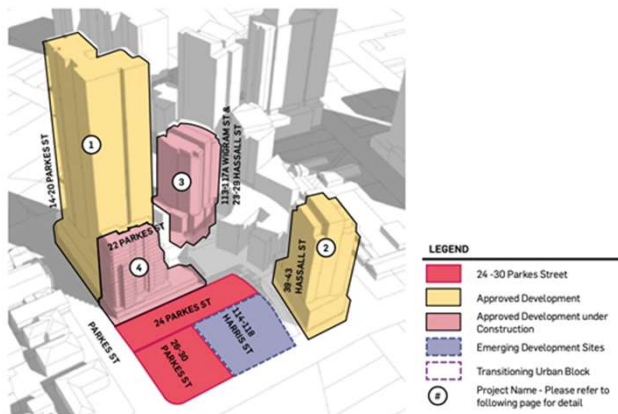 14-20 PARKES ST
1
3
113-117A WIGRAM ST &
23-29 HASSALL ST
22 PARKES ST
4
2
39-43
HASSALL ST
24 PARKES ST
114-118
HARRIS ST
26-30
PARKES ST
PARKES ST
LEGEND
24 -30 Parkes Street
Approved Development
Approved Development under
Construction
Emerging Development Sites
Transitioning Urban Block
# Project Name - Please refer to
following page for detail